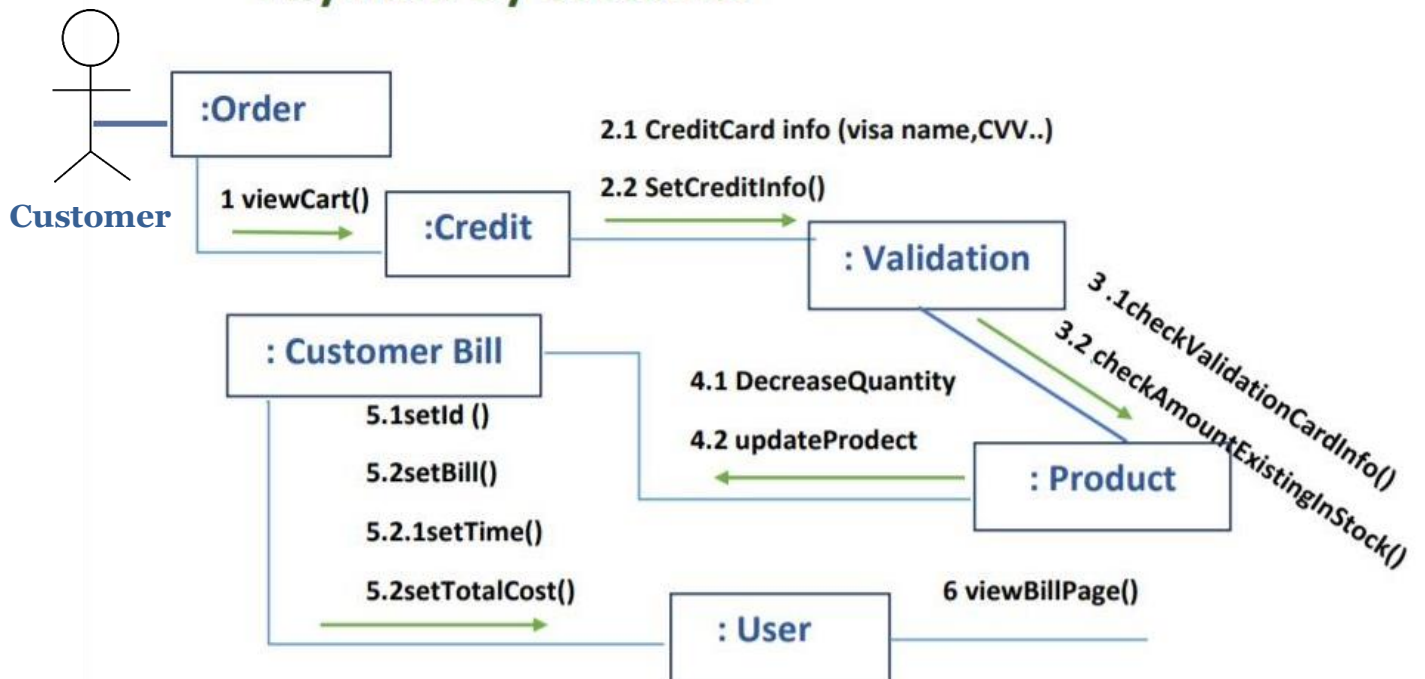 :Order
2.1 CreditCard info (visa name,CVV..)
1 viewCart()
2.2 SetCreditInfo()
Customer
:Credit
: Validation
3 .1checkValidationCardInfo()
3.2 checkAmountExistingInStock()
: Customer Bill
4.1 DecreaseQuantity
5.1setId ()
4.2 updateProdect
: Product
5.2setBill()
5.2.1setTime()
5.2setTotalCost()
6 viewBillPage()
: User